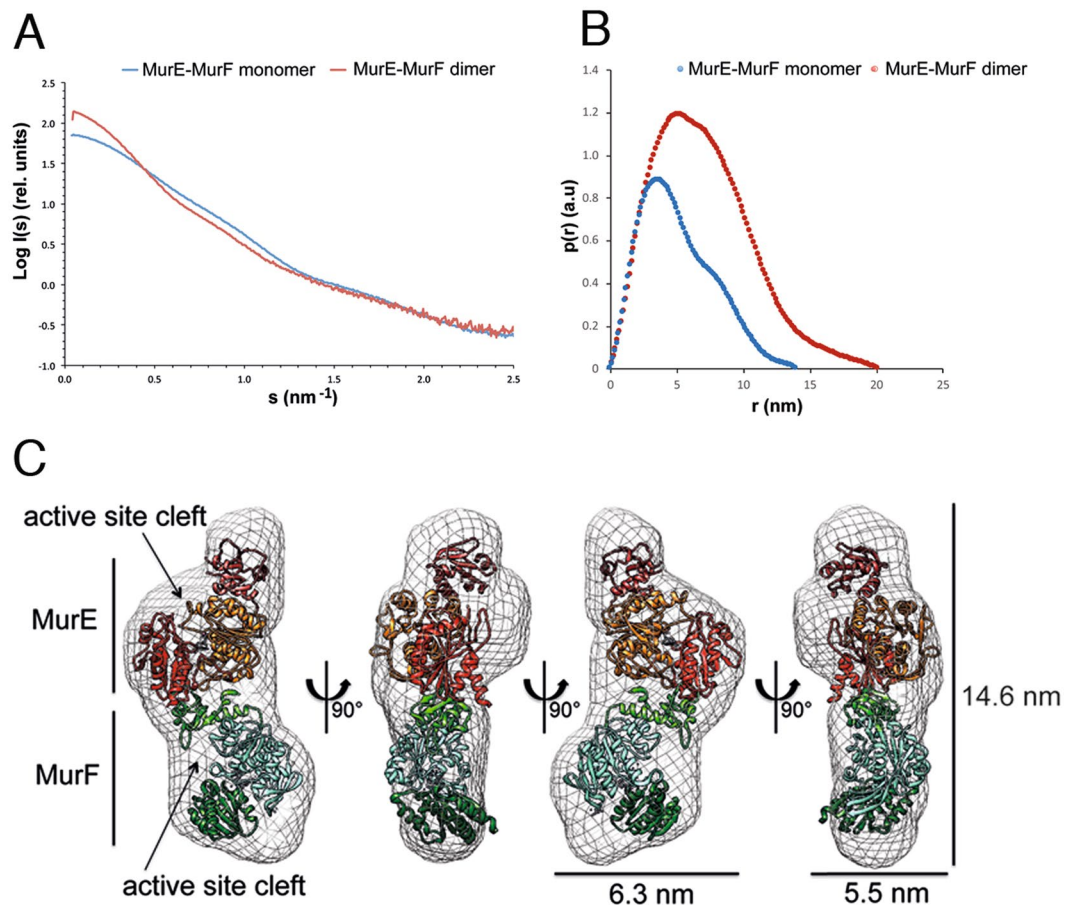 A
MurE-MurF monomer MurE-MurF dimer
Log I(s) (rel. units)
2.5
2.0
1.5
1.0
0.5
0.0
-0.5
-1.0
0.0 0.5 1.0 1.5 2.0 2.5
s (nm-1)
B
MurE-MurF monomer MurE-MurF dimer
p(r) (a.u)
1.4
1.2
1.0
0.8
0.6
0.4
0.2
0
0 5 10 15 20 25
r (nm)
C
active site cleft
MurE
MurF
active site cleft
90° 90° 90°
14.6 nm
6.3 nm 5.5 nm